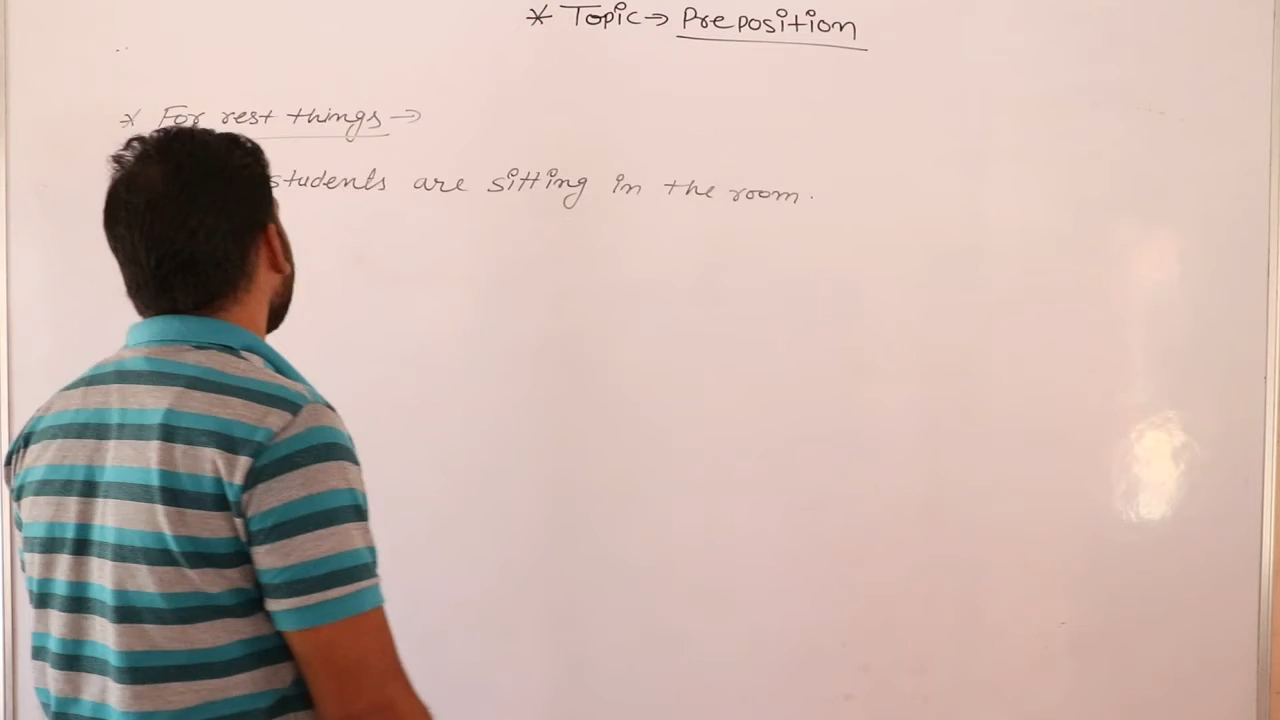 * Topic → Preposition
* For rest things →
students are sitting in the room.